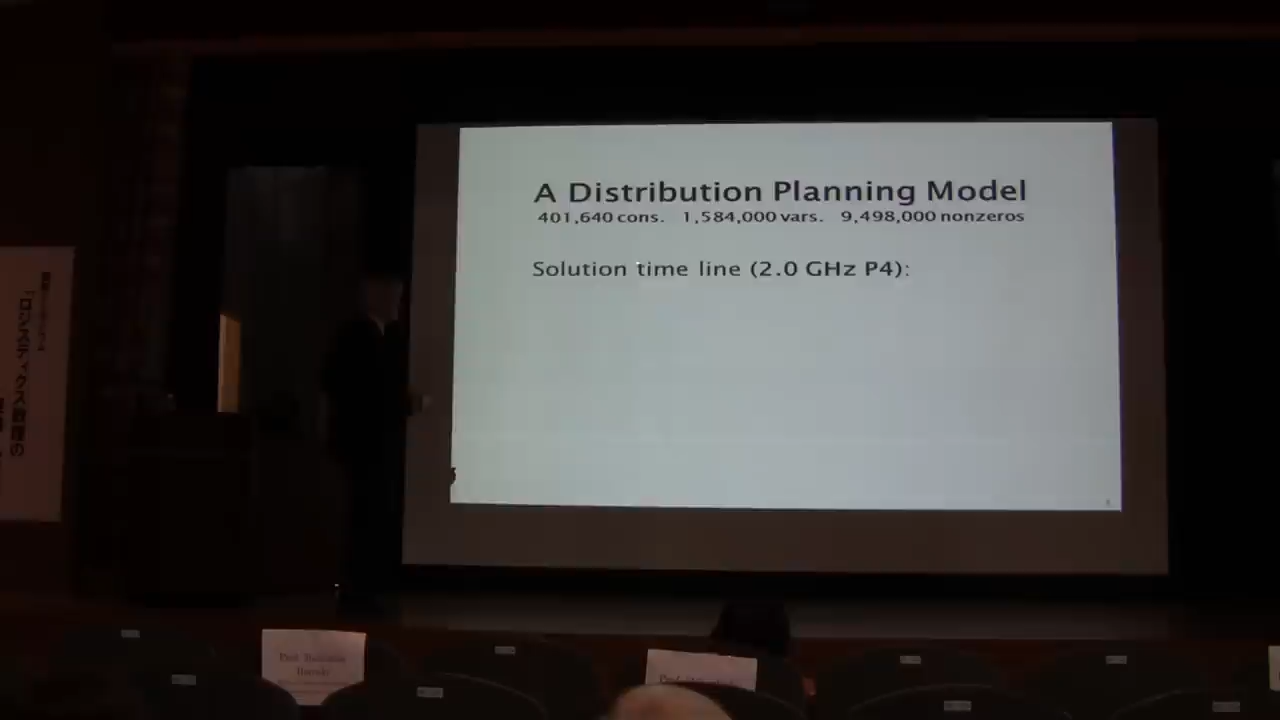 A Distribution Planning Model
401,640 cons. 1,584,000 vars. 9,498,000 nonzeros
Solution time line (2.0 GHz P4):